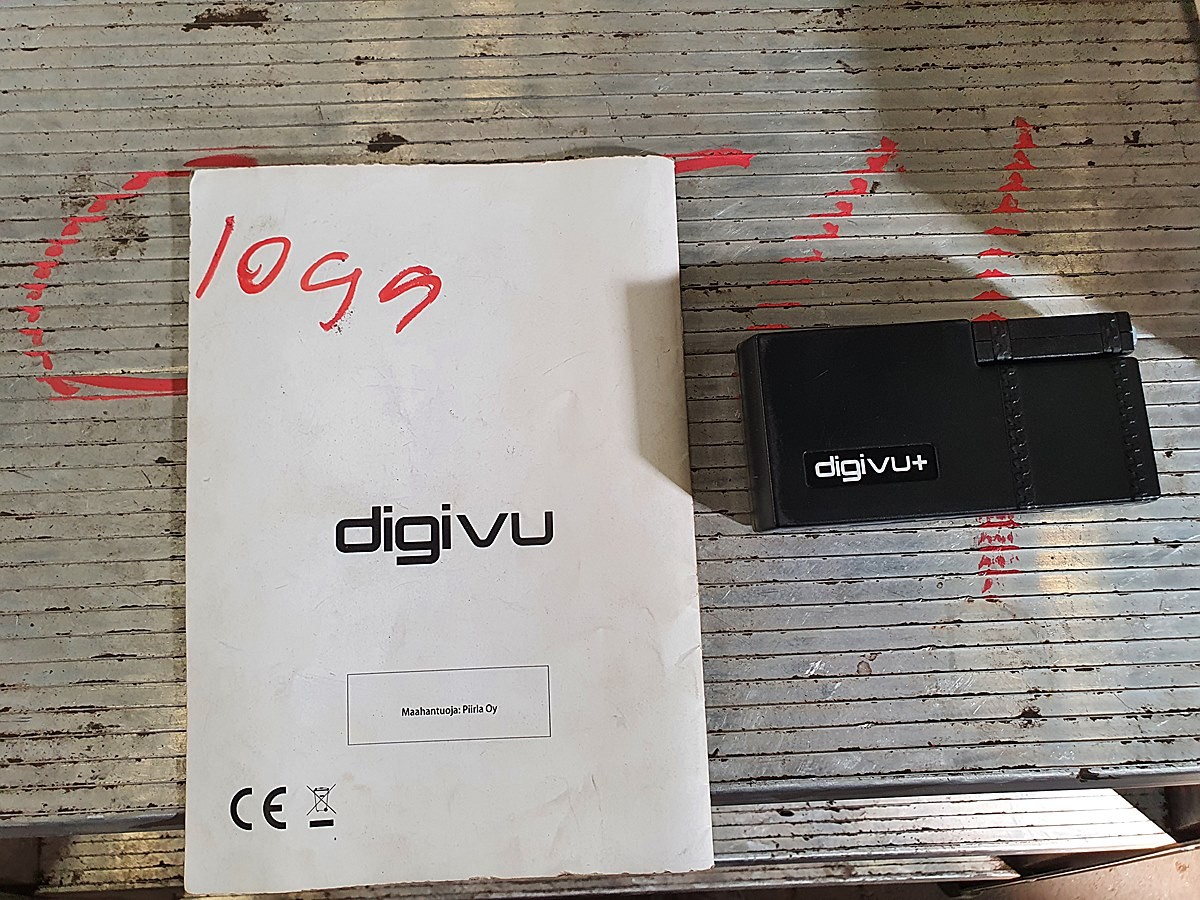 1099
digivu
digivu+
Maahantuoja: Piirla Oy
CE